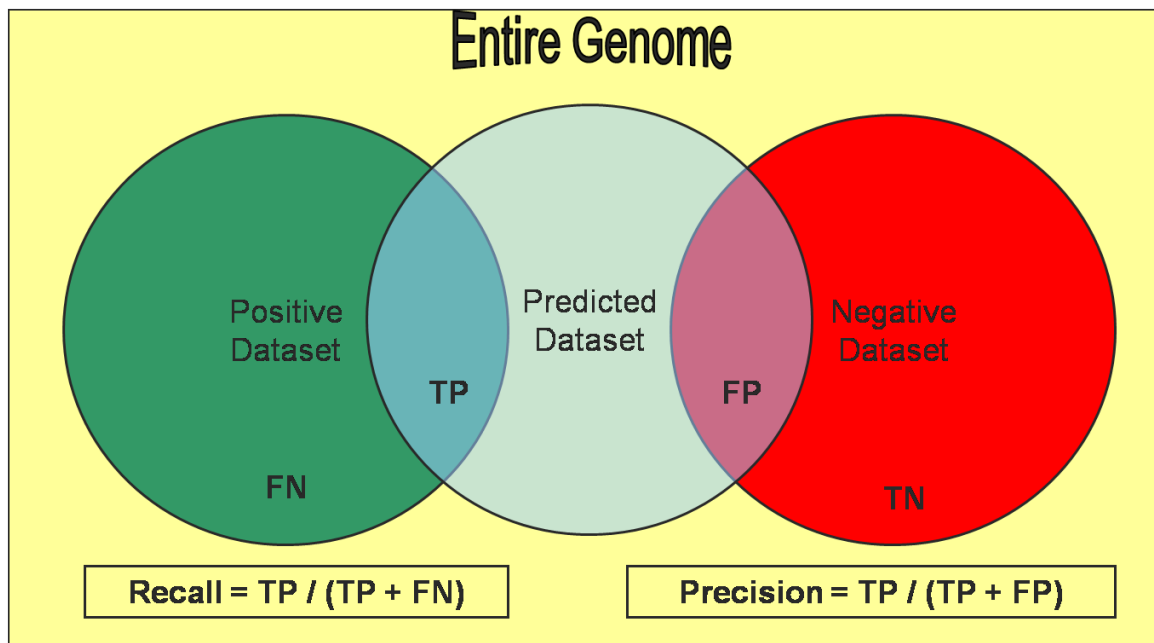 Entire Genome
Positive
Dataset
Predicted
Dataset
Negative
Dataset
TP
FP
FN
TN
Recall = TP / (TP + FN)
Precision = TP / (TP + FP)